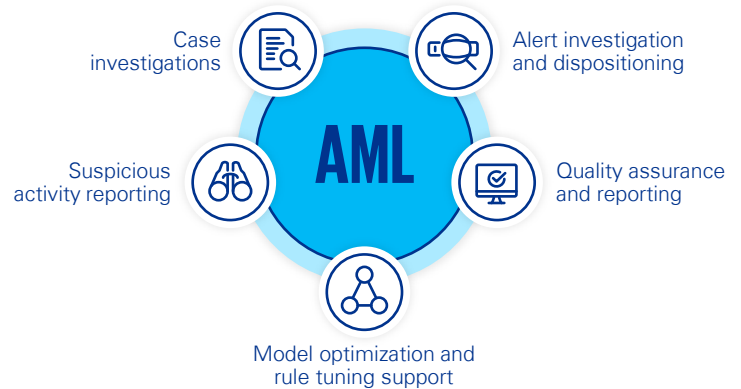 Case
investigations
Alert investigation
and dispositioning
AML
Suspicious
activity reporting
Quality assurance
and reporting
Model optimization and
rule tuning support